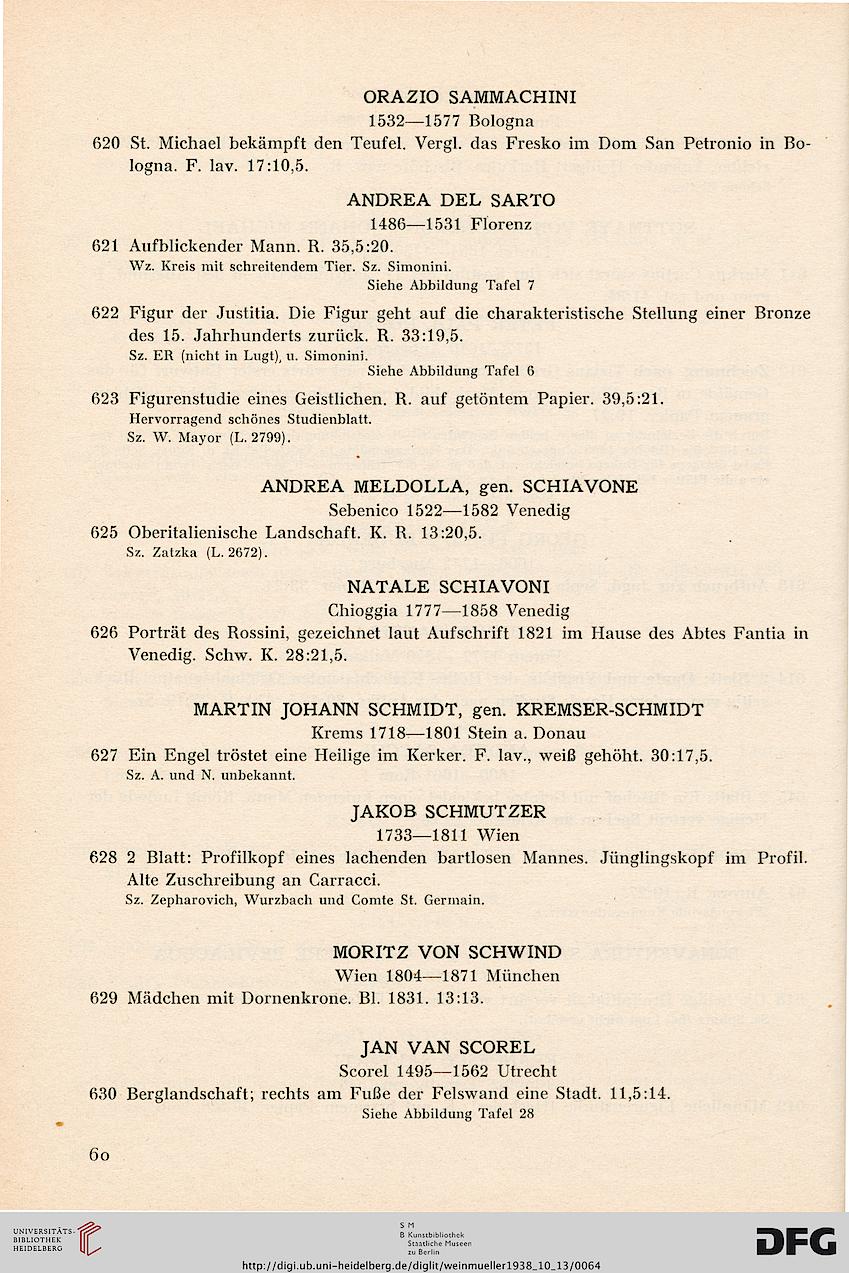 ORAZIO SAMMACHINI
1532—1577 Bologna
620 St. Michael bekämpft den Teufel. Vergl. das Fresko im Dom San Petronio in Bo-
logna. F. lav. 17:10,5.
ANDREA DEL SARTO
1486—1531 Florenz
621 Aufblickender Mann. R. 35,5:20.
Wz. Kreis mit schreitendem Tier. Sz. Simonini.
Siehe Abbildung Tafel 7
622 Figur der Justitia. Die Figur geht auf die charakteristische Stellung einer Bronze
des 15. Jahrhunderts zurück. R. 33:19,5.
Sz. ER (nicht in Lugt), u. Simonini.
Siehe Abbildung Tafel 6
623 Figurenstudie eines Geistlichen. R. auf getöntem Papier. 39,5:21.
Hervorragend schönes Studienblatt.
Sz. W. Mayor (L. 2799).
ANDREA MELDOLLA, gen. SCHIAVONE
Sebenico 1522—1582 Venedig
625 Oberitalienische Landschaft. K. R. 13:20,5.
Sz. Zatzka (L. 2672).
NATALE SCHIAVONI
Chioggia 1777—1858 Venedig
626 Porträt des Rossini, gezeichnet laut Aufschrift 1821 im Hause des Abtes Fantia in
Venedig. Schw. K. 28:21,5.
MARTIN JOHANN SCHMIDT, gen. KREMSER-SCHMIDT
Krems 1718—1801 Stein a. Donau
627 Ein Engel tröstet eine Heilige im Kerker. F. lav., weiß gehöht. 30:17,5.
Sz. A. und N. unbekannt.
JAKOB SCHMUTZER
1733—1811 Wien
628 2 Blatt: Profilkopf eines lachenden bartlosen Mannes. Jünglingskopf im Profil.
Alte Zuschreibung an Carracci.
Sz. Zepharovich, Wurzbach und Comte St. Germain.
MORITZ VON SCHWIND
Wien 1804—1871 München
629 Mädchen mit Dornenkrone. Bl. 1831. 13:13.
JAN VAN SCOREL
Scorel 1495—1562 Utrecht
630 Berglandschaft; rechts am Fuße der Felswand eine Stadt. 11,5:14.
Siehe Abbildung Tafel 28
60
UNIVERSITÄTS-
BIBLIOTHEK
HEIDELBERG
S M
B Kunstbibliothek
Staatliche Museen
zu Berlin
DFG
http://digi.ub.uni-heidelberg.de/diglit/weinmueller1938_10_13/0064